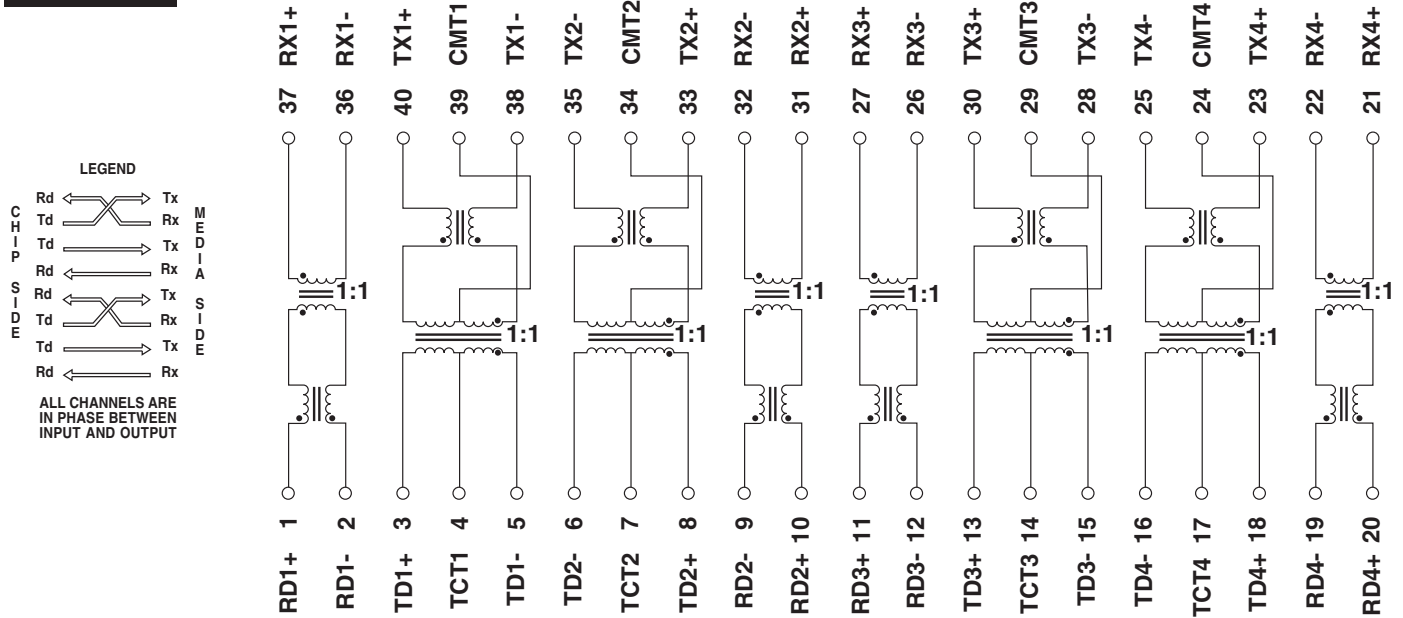 RX1+ RX1- TX1+ CMT1 TX1- TX2- CMT2 TX2+ RX2- RX2+ RX3+ RX3- TX3+ CMT3 TX3- TX4- CMT4 TX4+ RX4- RX4+
37 36 40 39 38 35 34 33 32 31 27 26 30 29 28 25 24 23 22 21
LEGEND
CHIP SIDE
MEDIA SIDE
Rd Tx
Td Rx
Td Tx
Rd Rx
Rd Tx
Td Rx
Td Tx
Rd Rx
ALL CHANNELS ARE
IN PHASE BETWEEN
INPUT AND OUTPUT
1:1 1:1 1:1 1:1 1:1 1:1 1:1 1:1
1 2 3 4 5 6 7 8 9 10 11 12 13 14 15 16 17 18 19 20
RD1+ RD1- TD1+ TCT1 TD1- TD2- TCT2 TD2+ RD2- RD2+ RD3+ RD3- TD3+ TCT3 TD3- TD4- TCT4 TD4+ RD4- RD4+